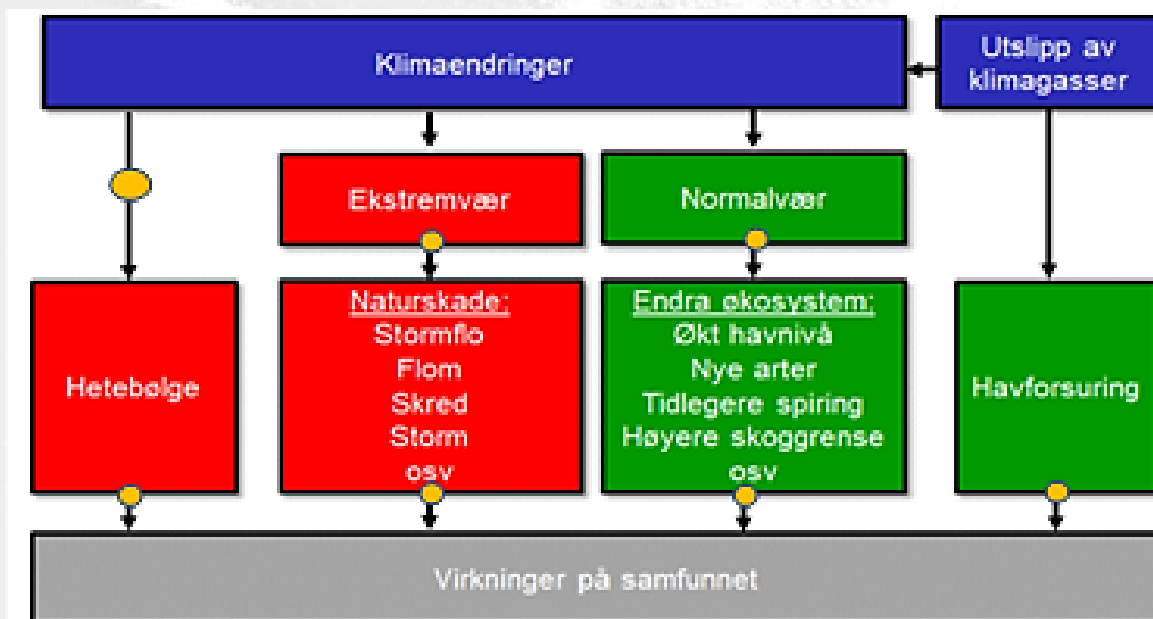 Klimaendringer
Utslipp av
klimagasser
Ekstremvær
Normalvær
Hetebølge
Naturskade:
Stormflo
Flom
Skred
Storm
osv
Endra økosystem:
Økt havnivå
Nye arter
Tidlegere spiring
Høyere skoggrense
osv
Havforsuring
Virkninger på samfunnet